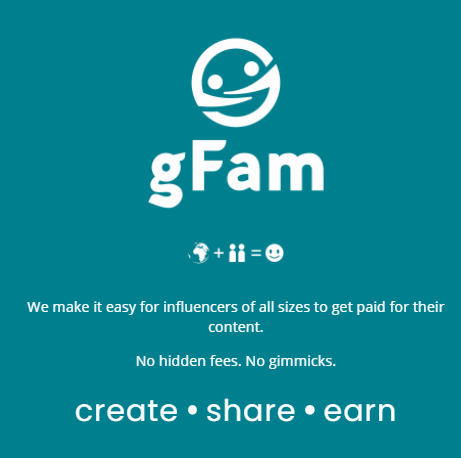 gFam
+ =
We make it easy for influencers of all sizes to get paid for their
content.
No hidden fees. No gimmicks.
create • share • earn